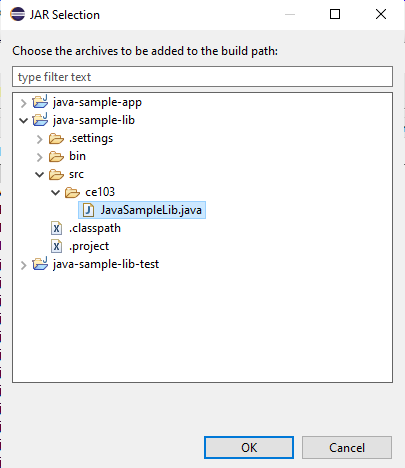 JAR Selection
Choose the archives to be added to the build path:
type filter text
java-sample-app
java-sample-lib
.settings
bin
src
ce103
JavaSampleLib.java
.classpath
.project
java-sample-lib-test
OK
Cancel